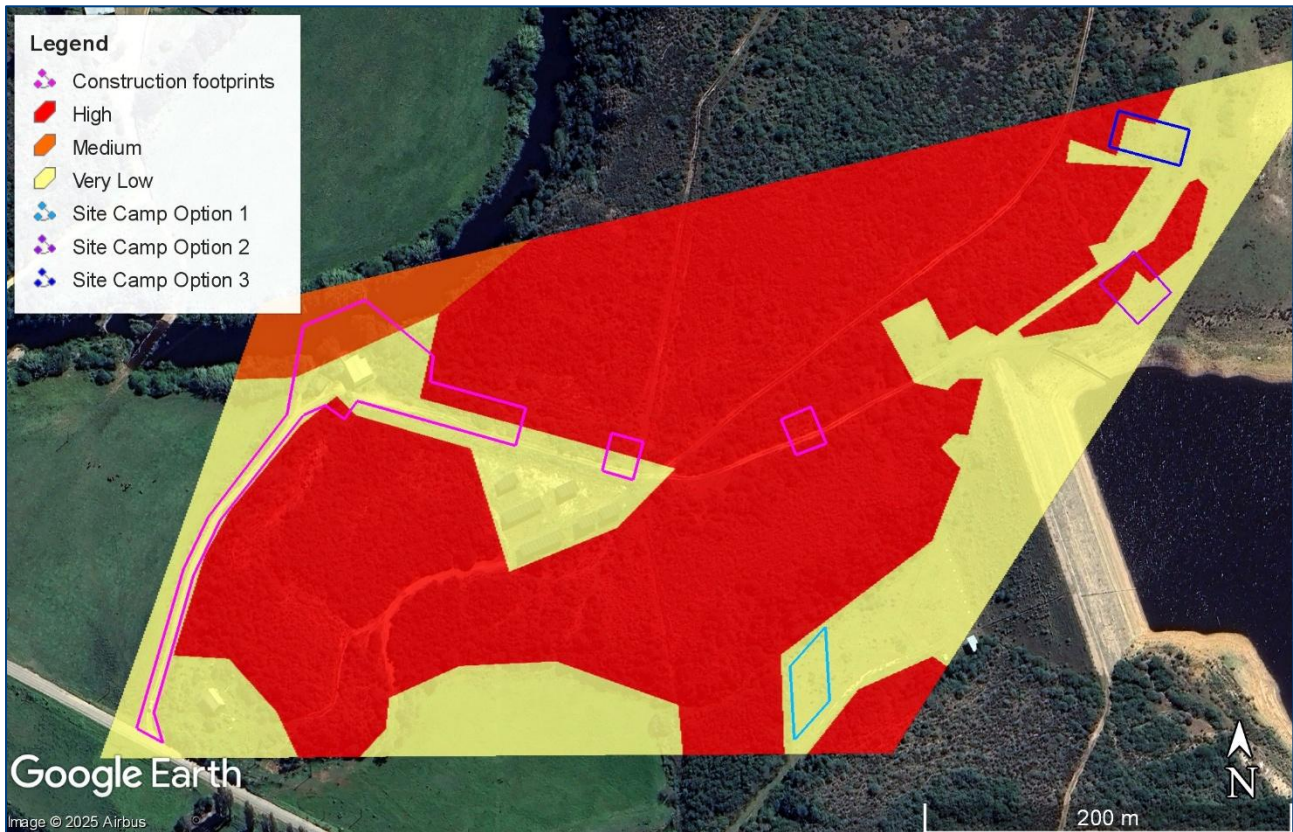 Legend
Construction footprints
High
Medium
Very Low
Site Camp Option 1
Site Camp Option 2
Site Camp Option 3
Google Earth
Image © 2025 Airbus
N
200 m